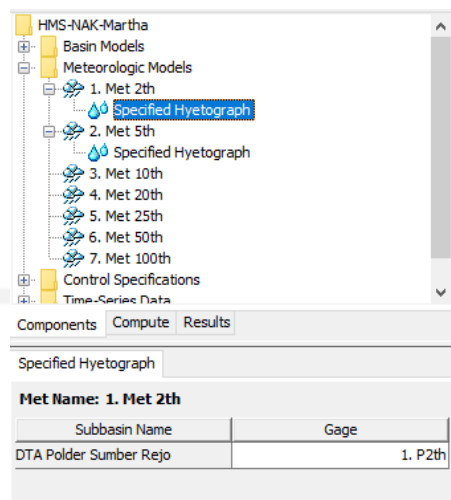 HMS-NAK-Martha
Basin Models
Meteorologic Models
1. Met 2th
Specified Hyetograph
2. Met 5th
Specified Hyetograph
3. Met 10th
4. Met 20th
5. Met 25th
6. Met 50th
7. Met 100th
Control Specifications
Time-Series Data
Components Compute Results
Specified Hyetograph
Met Name: 1. Met 2th
Subbasin Name Gage
DTA Polder Sumber Rejo 1. P2th